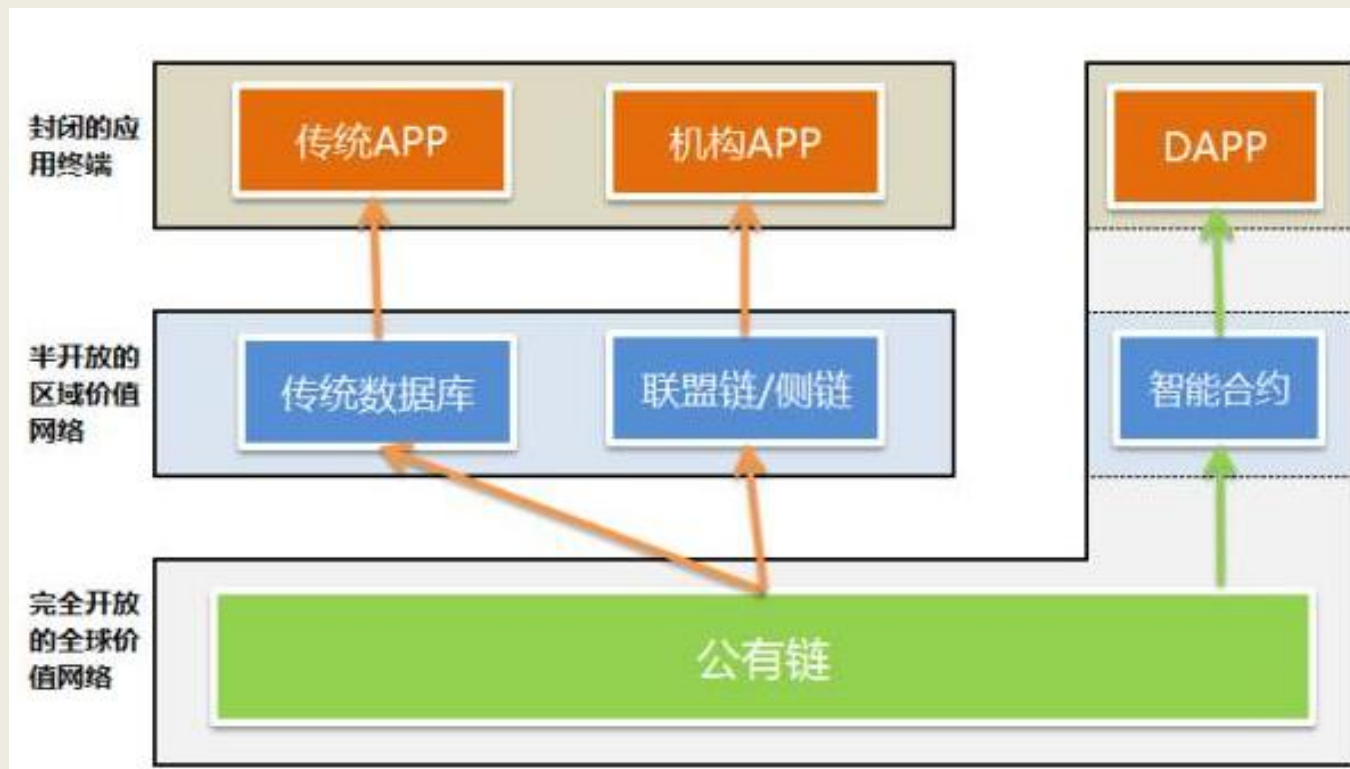 封闭的应
用终端
传统APP
机构APP
DAPP
半开放的
区域价值
网络
传统数据库
联盟链/侧链
智能合约
完全开放
的全球价
值网络
公有链